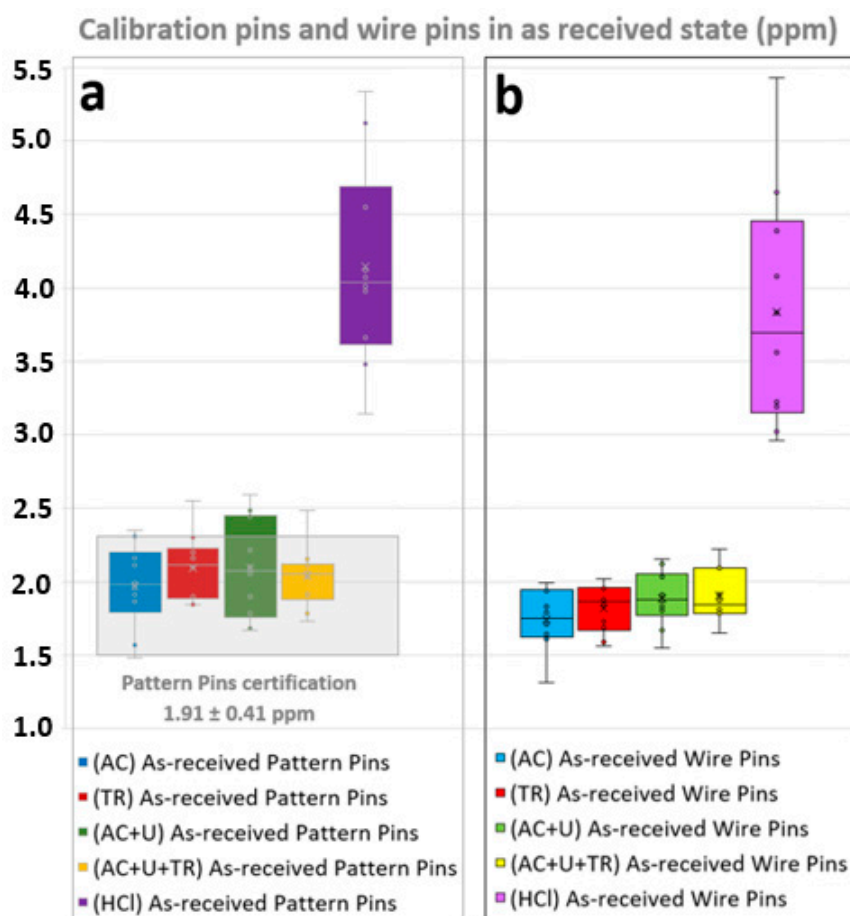 Calibration pins and wire pins in as received state (ppm)
a
b
5.5
5.0
4.5
4.0
3.5
3.0
2.5
2.0
1.5
1.0
Pattern Pins certification
1.91 ± 0.41 ppm
(AC) As-received Pattern Pins
(TR) As-received Pattern Pins
(AC+U) As-received Pattern Pins
(AC+U+TR) As-received Pattern Pins
(HCl) As-received Pattern Pins
(AC) As-received Wire Pins
(TR) As-received Wire Pins
(AC+U) As-received Wire Pins
(AC+U+TR) As-received Wire Pins
(HCl) As-received Wire Pins